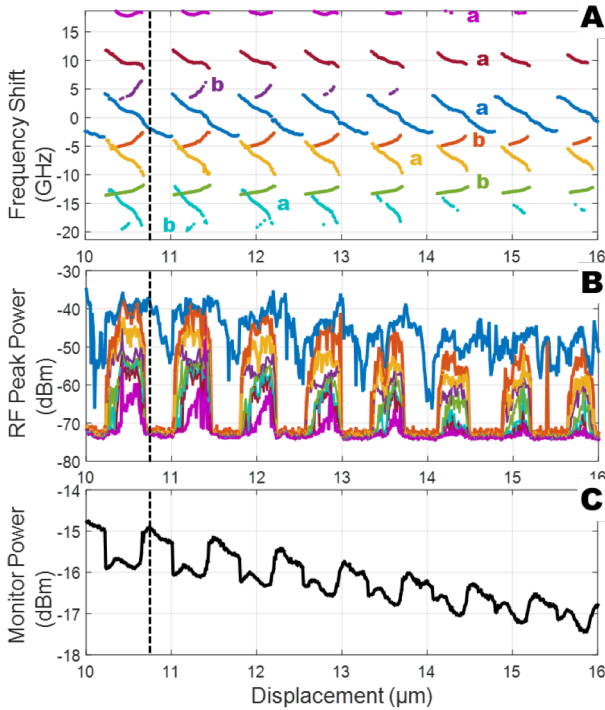 A
Frequency Shift
(GHz)
15
10
5
0
-5
-10
-15
-20
a
a
b
a
b
a
b
a
b
10 11 12 13 14 15 16
B
RF Peak Power
(dBm)
-30
-40
-50
-60
-70
-80
10 11 12 13 14 15 16
C
Monitor Power
(dBm)
-14
-15
-16
-17
-18
10 11 12 13 14 15 16
Displacement (μm)